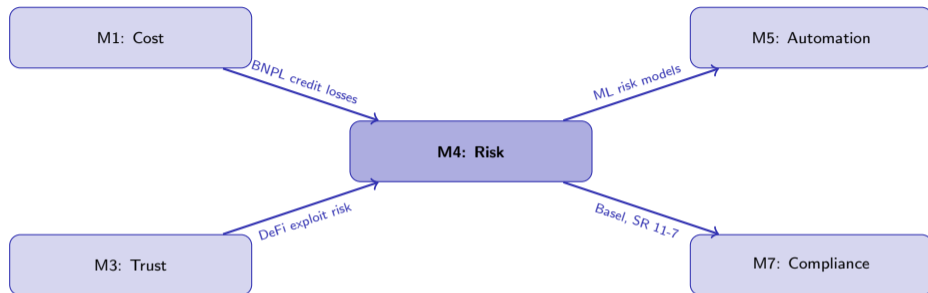 M1: Cost
M5: Automation
BNPL credit losses
ML risk models
M4: Risk
DeFi exploit risk
Basel, SR 11-7
M3: Trust
M7: Compliance